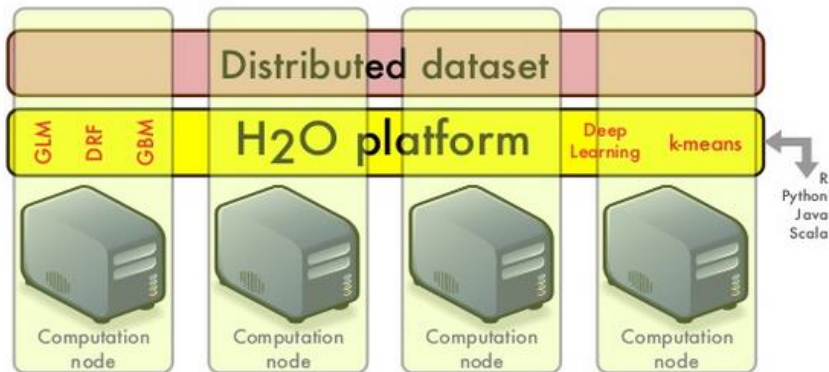 Distributed dataset
GLM
DRF
GBM
H2O platform
Deep
Learning
k-means
R
Python
Java
Scala
Computation
node
Computation
node
Computation
node
Computation
node